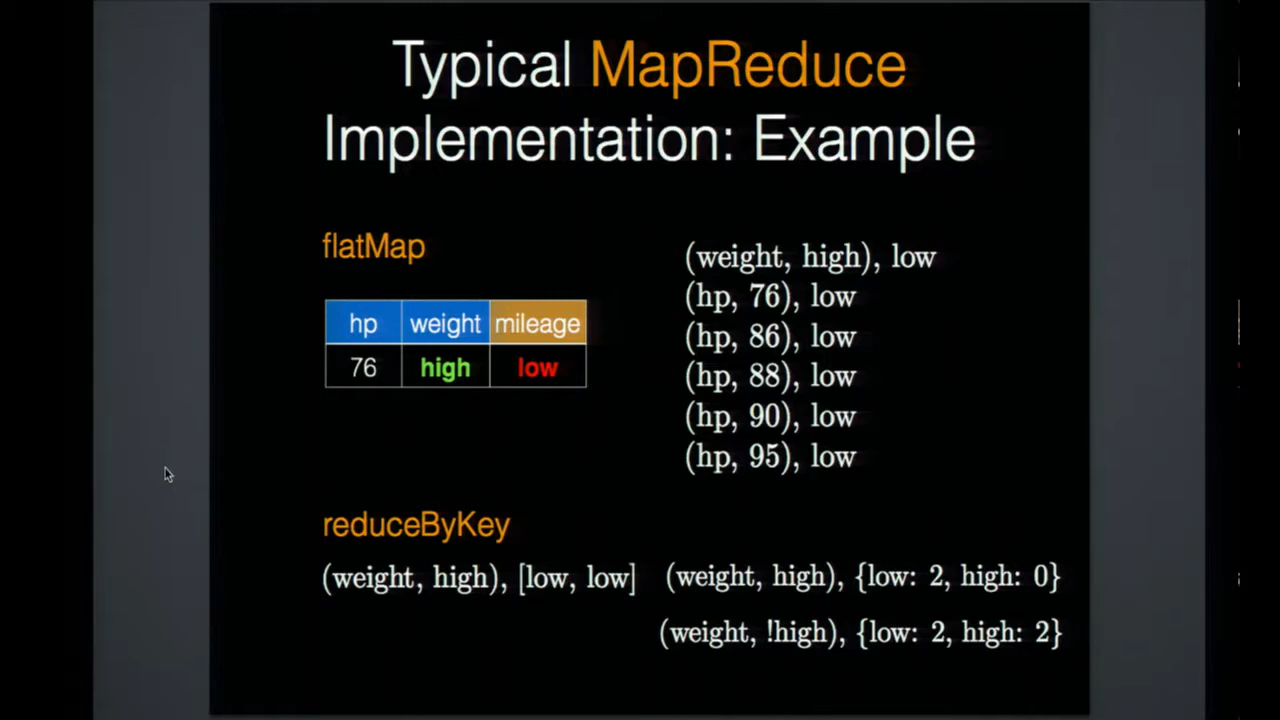 Typical MapReduce
Implementation: Example
flatMap
hp weight mileage
76 high low
(weight, high), low
(hp, 76), low
(hp, 86), low
(hp, 88), low
(hp, 90), low
(hp, 95), low
reduceByKey
(weight, high), [low, low]
(weight, high), {low: 2, high: 0}
(weight, !high), {low: 2, high: 2}